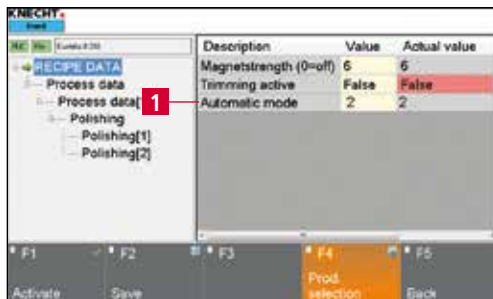 KNECHT.
RECIPE DATA
Process data
Process data[
Polishing
Polishing[1]
Polishing[2]
1
Description Value Actual value
Magnetstrength (0=off) 6 6
Trimming active False False
Automatic mode 2 2
F1 F2 F3 F4 F5
Activate Save Prod. selection Back